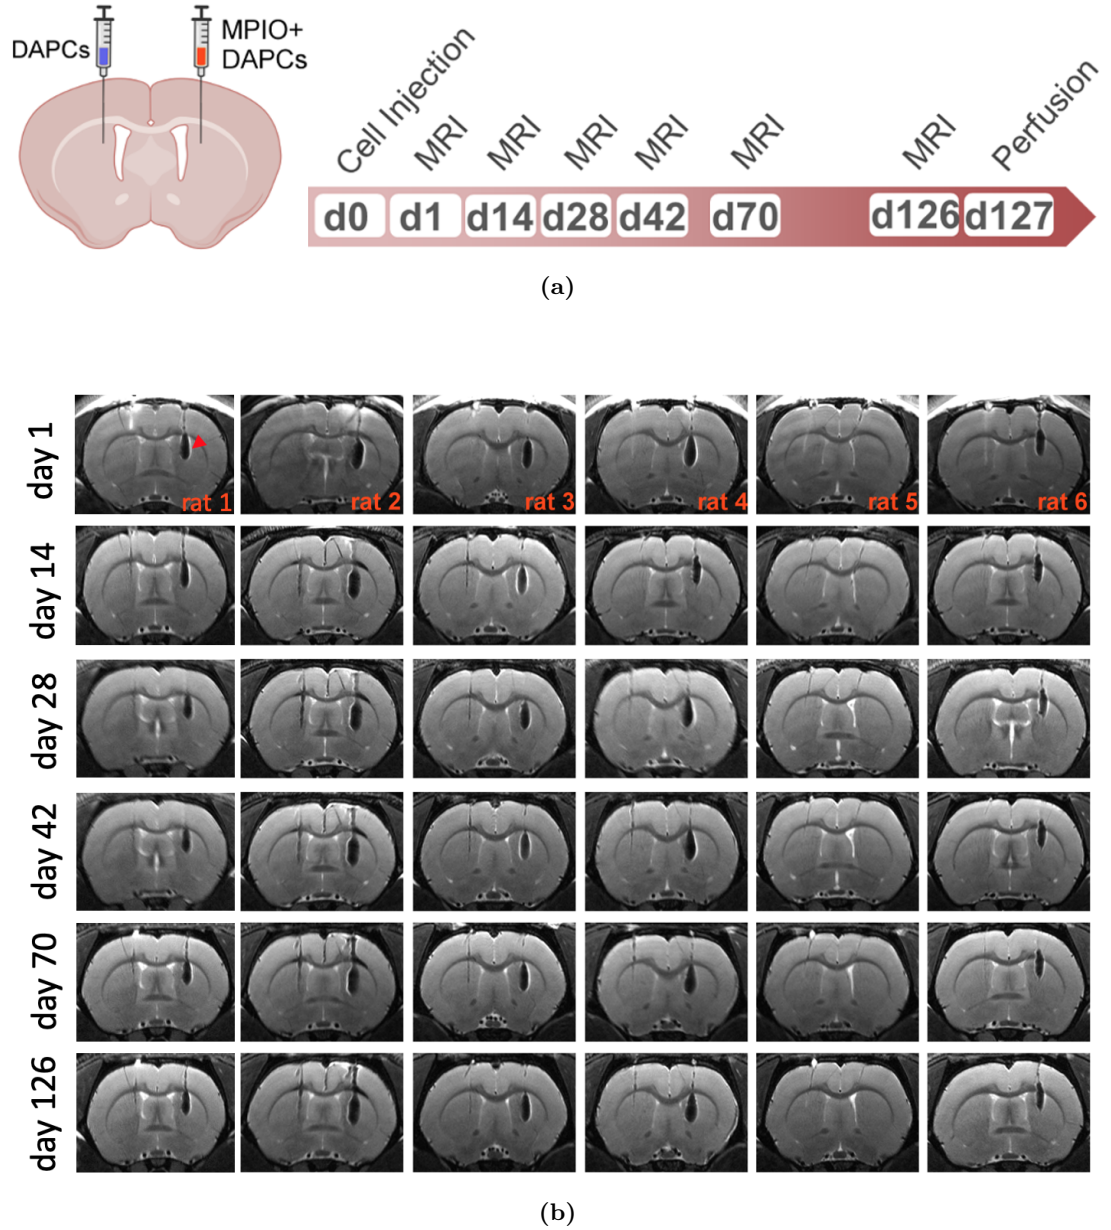 DAPCs
MPIO+
DAPCs
Cell Injection
MRI
MRI
MRI
MRI
MRI
MRI
Perfusion
d0
d1
d14
d28
d42
d70
d126
d127
(a)
day 1
rat 1
rat 2
rat 3
rat 4
rat 5
rat 6
day 14
day 28
day 42
day 70
day 126
(b)